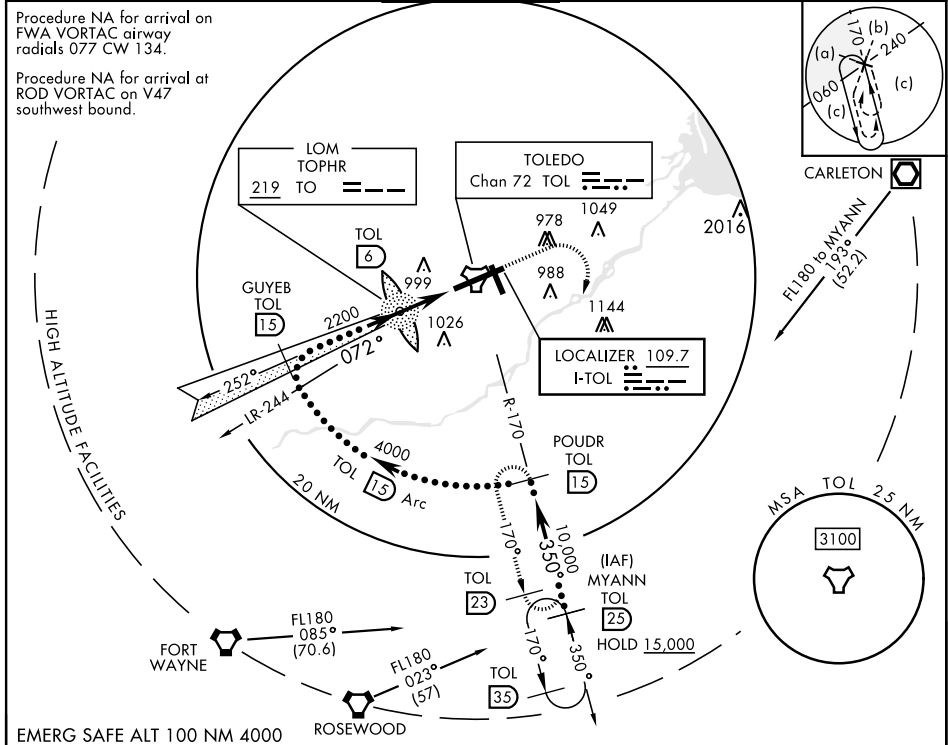 Procedure NA for arrival on
FWA VORTAC airway
radials 077 CW 134.
Procedure NA for arrival at
ROD VORTAC on V47
southwest bound.
LOM
TOPHR
219 TO
TOLEDO
Chan 72 TOL
170
(b)
(a)
240
060
(c)
(c)
CARLETON
FL180 to MYANN
193°
(52.2)
978
1049
2016
TOL
6
999
988
1026
1144
GUYEB
TOL
15
2200
072°
252°
LR-244
LOCALIZER 109.7
I-TOL
HIGH ALTITUDE FACILITIES
R-170
4000
TOL 15 Arc
20 NM
POUDR
TOL
15
170°
350°
10,000
(IAF)
MYANN
TOL
25
HOLD 15,000
TOL
23
170°
350°
TOL
35
MSA TOL 25 NM
3100
FORT
WAYNE
FL180
085°
(70.6)
FL180
023°
(57)
ROSEWOOD
EMERG SAFE ALT 100 NM 4000